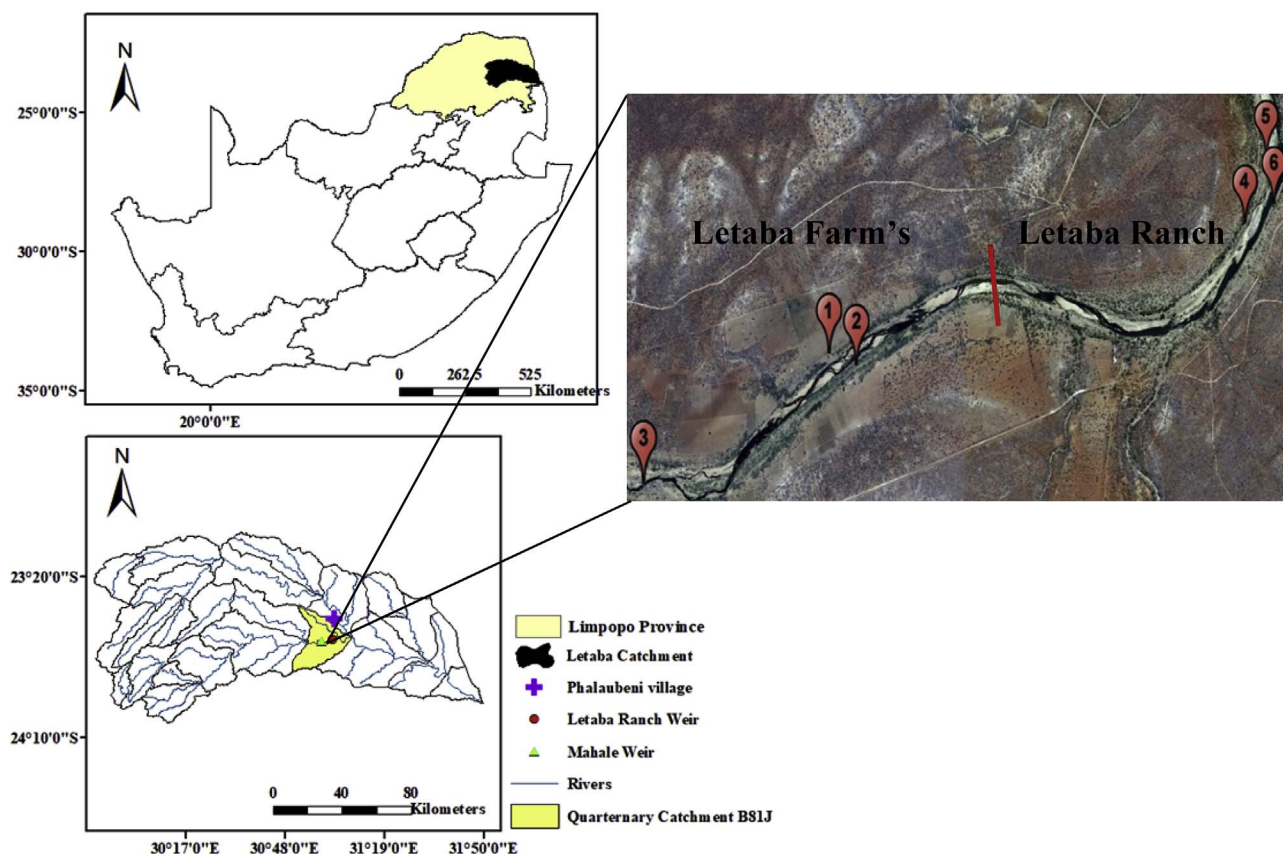 N
25°0'0"S
30°0'0"S
35°0'0"S
20°0'0"E
0 262.5 525
Kilometers
Letaba Farm's
Letaba Ranch
1
2
3
4
5
6
N
23°20'0"S
24°10'0"S
30°17'0"E 30°48'0"E 31°19'0"E 31°50'0"E
0 40 80
Kilometers
Limpopo Province
Letaba Catchment
Phalaubeni village
Letaba Ranch Weir
Mahale Weir
Rivers
Quarternary Catchment B81J